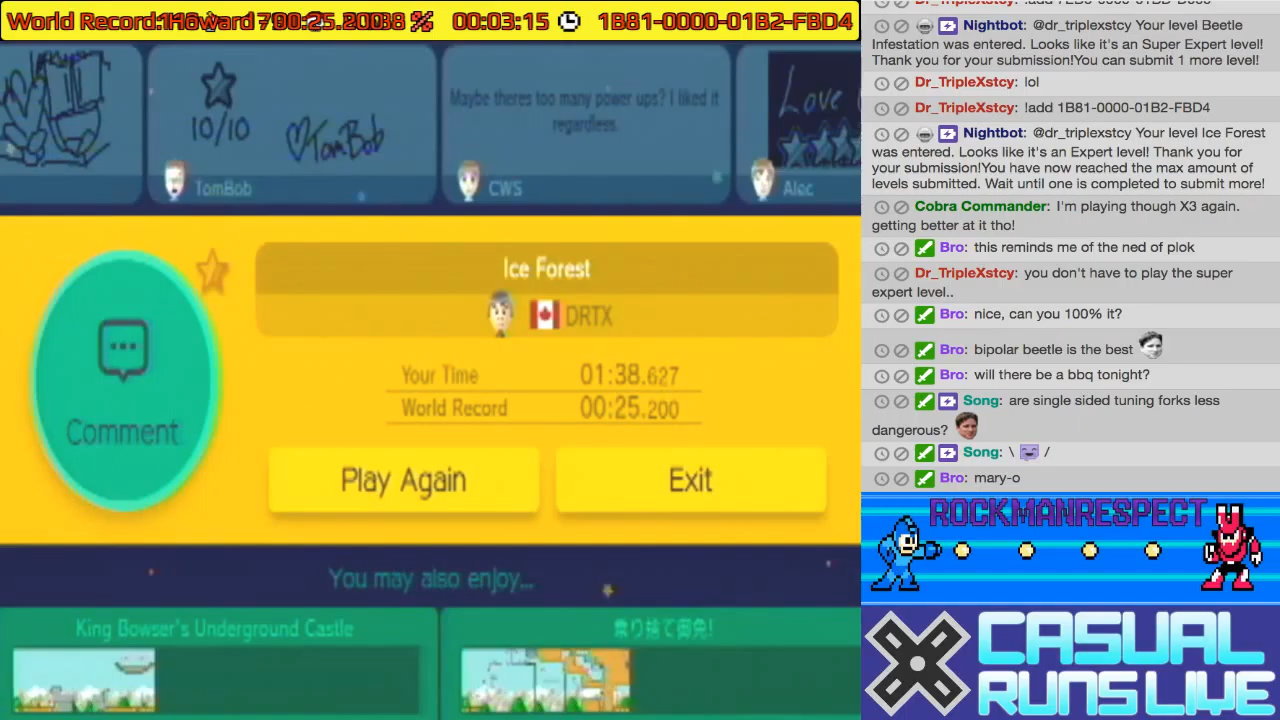 World Record:
00:03:15
1B81-0000-01B2-FBD4
10/10
TomBob
TomBob
Maybe theres too many power ups? I liked it
regardless.
CWS
Love
Alec
Ice Forest
DRTX
Comment
Your Time 01:38.627
World Record 00:25.200
Play Again
Exit
You may also enjoy...
King Bowser's Underground Castle
乗り捨て御免!
Nightbot: @dr_triplexstcy Your level Beetle
Infestation was entered. Looks like it's an Super Expert level!
Thank you for your submission!You can submit 1 more level!
Dr_TripleXstcy: lol
Dr_TripleXstcy: !add 1B81-0000-01B2-FBD4
Nightbot: @dr_triplexstcy Your level Ice Forest
was entered. Looks like it's an Expert level! Thank you for
your submission!You have now reached the max amount of
levels submitted. Wait until one is completed to submit more!
Cobra Commander: I'm playing though X3 again.
getting better at it tho!
Bro: this reminds me of the ned of plok
Dr_TripleXstcy: you don't have to play the super
expert level..
Bro: nice, can you 100% it?
Bro: bipolar beetle is the best
Bro: will there be a bbq tonight?
Song: are single sided tuning forks less
dangerous?
Song: \ /
Bro: mary-o
ROCKMANRESPECT
CASUAL
RUNS LIVE